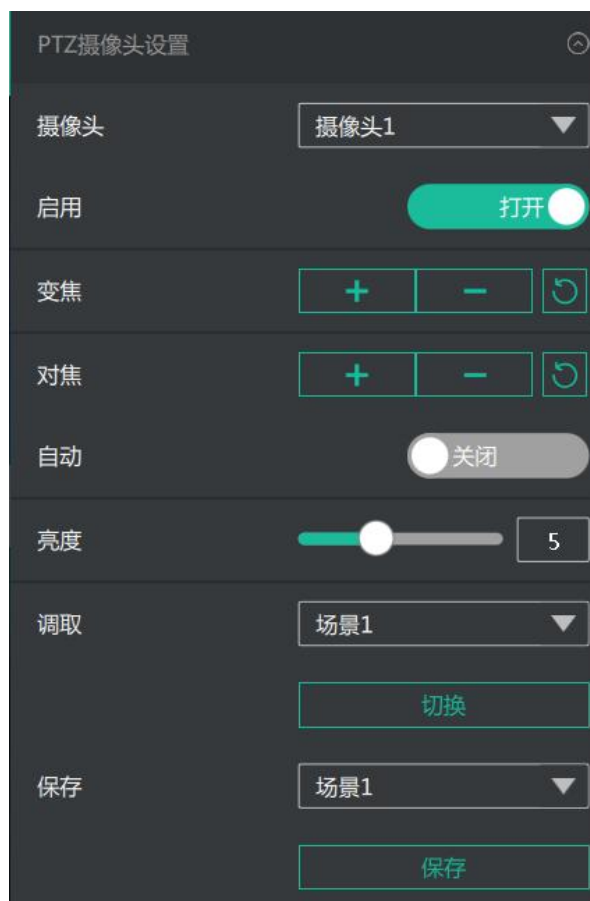 PTZ摄像头设置
摄像头 摄像头1
启用 打开
变焦 + −
对焦 + −
自动 关闭
亮度 5
调取 场景1
切换
保存 场景1
保存